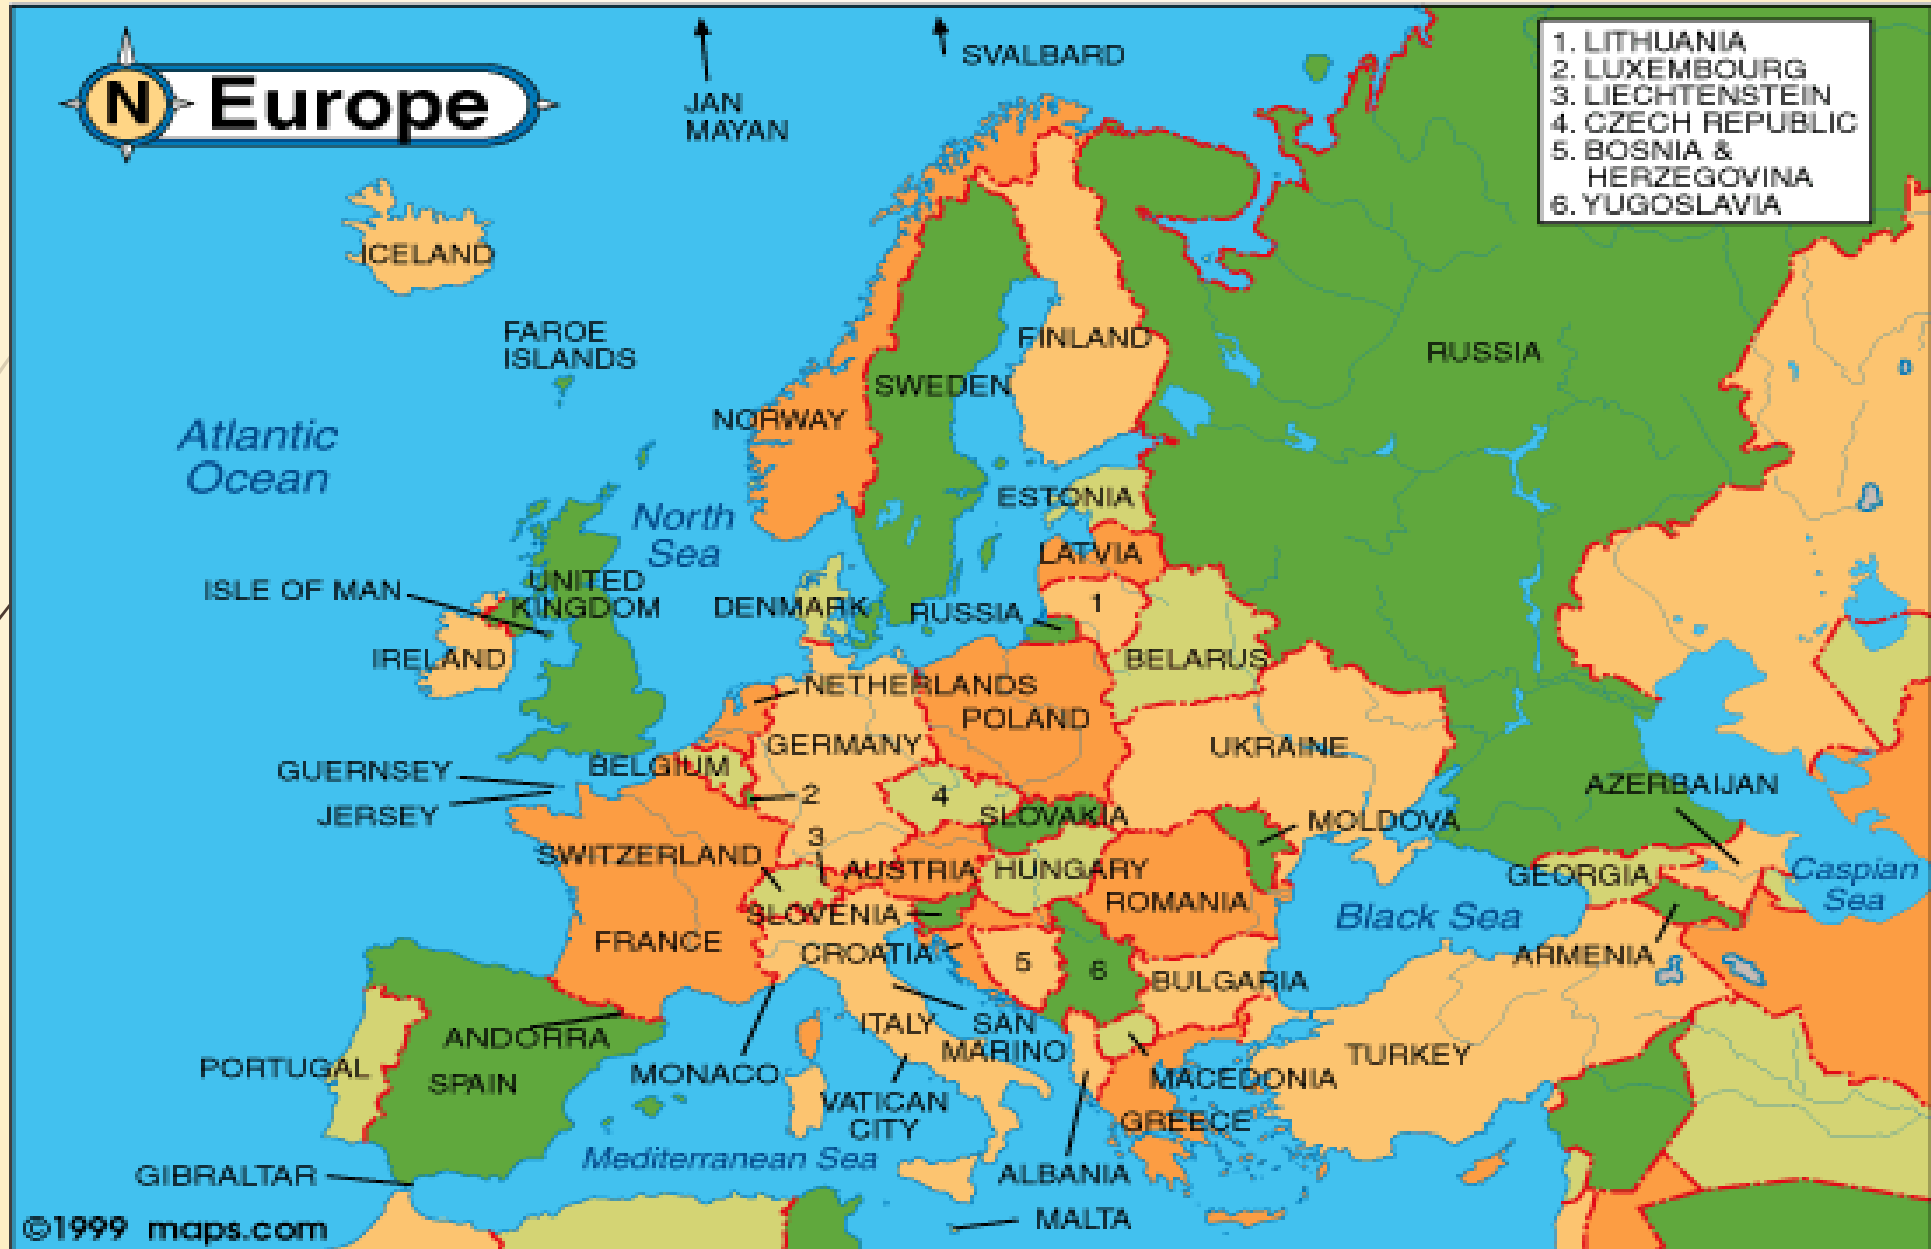 N Europe
SVALBARD
JAN
MAYAN
1. LITHUANIA
2. LUXEMBOURG
3. LIECHTENSTEIN
4. CZECH REPUBLIC
5. BOSNIA &
HERZEGOVINA
6. YUGOSLAVIA
ICELAND
FAROE
ISLANDS
FINLAND
RUSSIA
SWEDEN
NORWAY
Atlantic
Ocean
North
Sea
ESTONIA
LATVIA
ISLE OF MAN
UNITED
KINGDOM
DENMARK
RUSSIA
1
IRELAND
BELARUS
NETHERLANDS
POLAND
GERMANY
UKRAINE
BELGIUM
GUERNSEY
JERSEY
2
4
AZERBAIJAN
SLOVAKIA
MOLDOVA
3
SWITZERLAND
AUSTRIA
HUNGARY
GEORGIA
Caspian
Sea
ROMANIA
SLOVENIA
Black Sea
FRANCE
CROATIA
5
6
ARMENIA
BULGARIA
ITALY
SAN
MARINO
ANDORRA
PORTUGAL
SPAIN
MONACO
TURKEY
MACEDONIA
VATICAN
CITY
GREECE
Mediterranean Sea
GIBRALTAR
ALBANIA
MALTA
©1999 maps.com